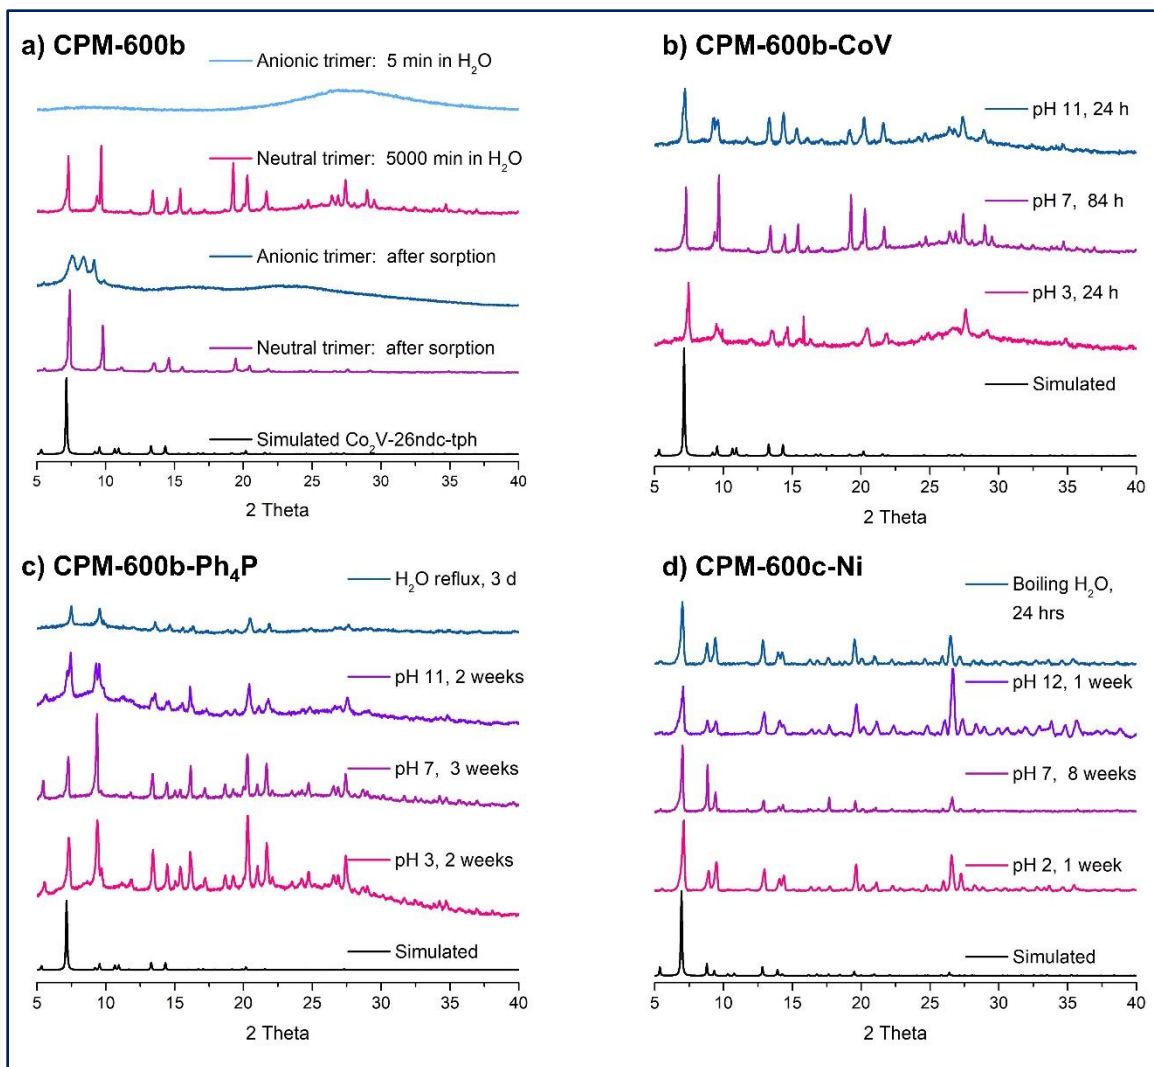 a) CPM-600b
Anionic trimer: 5 min in H₂O
Neutral trimer: 5000 min in H₂O
Anionic trimer: after sorption
Neutral trimer: after sorption
Simulated Co₂V-26ndc-tph
5 10 15 20 25 30 35 40
2 Theta
b) CPM-600b-CoV
pH 11, 24 h
pH 7, 84 h
pH 3, 24 h
Simulated
5 10 15 20 25 30 35 40
2 Theta
c) CPM-600b-Ph₄P
H₂O reflux, 3 d
pH 11, 2 weeks
pH 7, 3 weeks
pH 3, 2 weeks
Simulated
5 10 15 20 25 30 35 40
2 Theta
d) CPM-600c-Ni
Boiling H₂O,
24 hrs
pH 12, 1 week
pH 7, 8 weeks
pH 2, 1 week
Simulated
5 10 15 20 25 30 35 40
2 Theta